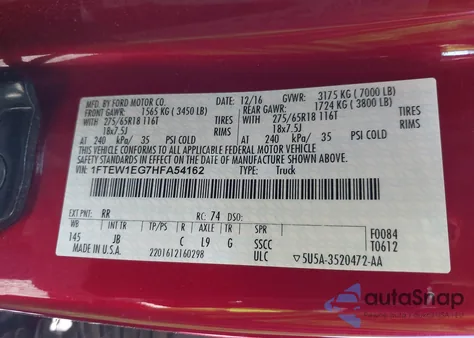 MFD. BY FORD MOTOR CO. 12/16 GVWR: 3175 KG ( 7000 LB)
FRONT GAWR: 1565 KG ( 3450 LB) REAR GAWR: 1724 KG ( 3800 LB)
WITH 275/65R18 116T TIRES WITH 275/65R18 116T TIRES
18x7.5J RIMS 18x7.5J RIMS
AT 240 kPa/ 35 PSI COLD AT 240 kPa/ 35 PSI COLD
THIS VEHICLE CONFORMS TO ALL APPLICABLE FEDERAL MOTOR VEHICLE
SAFETY STANDARDS IN EFFECT ON THE DATE OF MANUFACTURE SHOWN ABOVE.
VIN: 1FTEW1EG7HFA54162 TYPE: Truck
EXT PNT: RR RC: 74 DSO: F0084
WB BRK INT TR TP/PS R AXLE TR SPR T0612
145 JB C L9 G SSCC
MADE IN U.S.A. 2201612160298 ULC 5U5A-3520472-AA
autoSnap